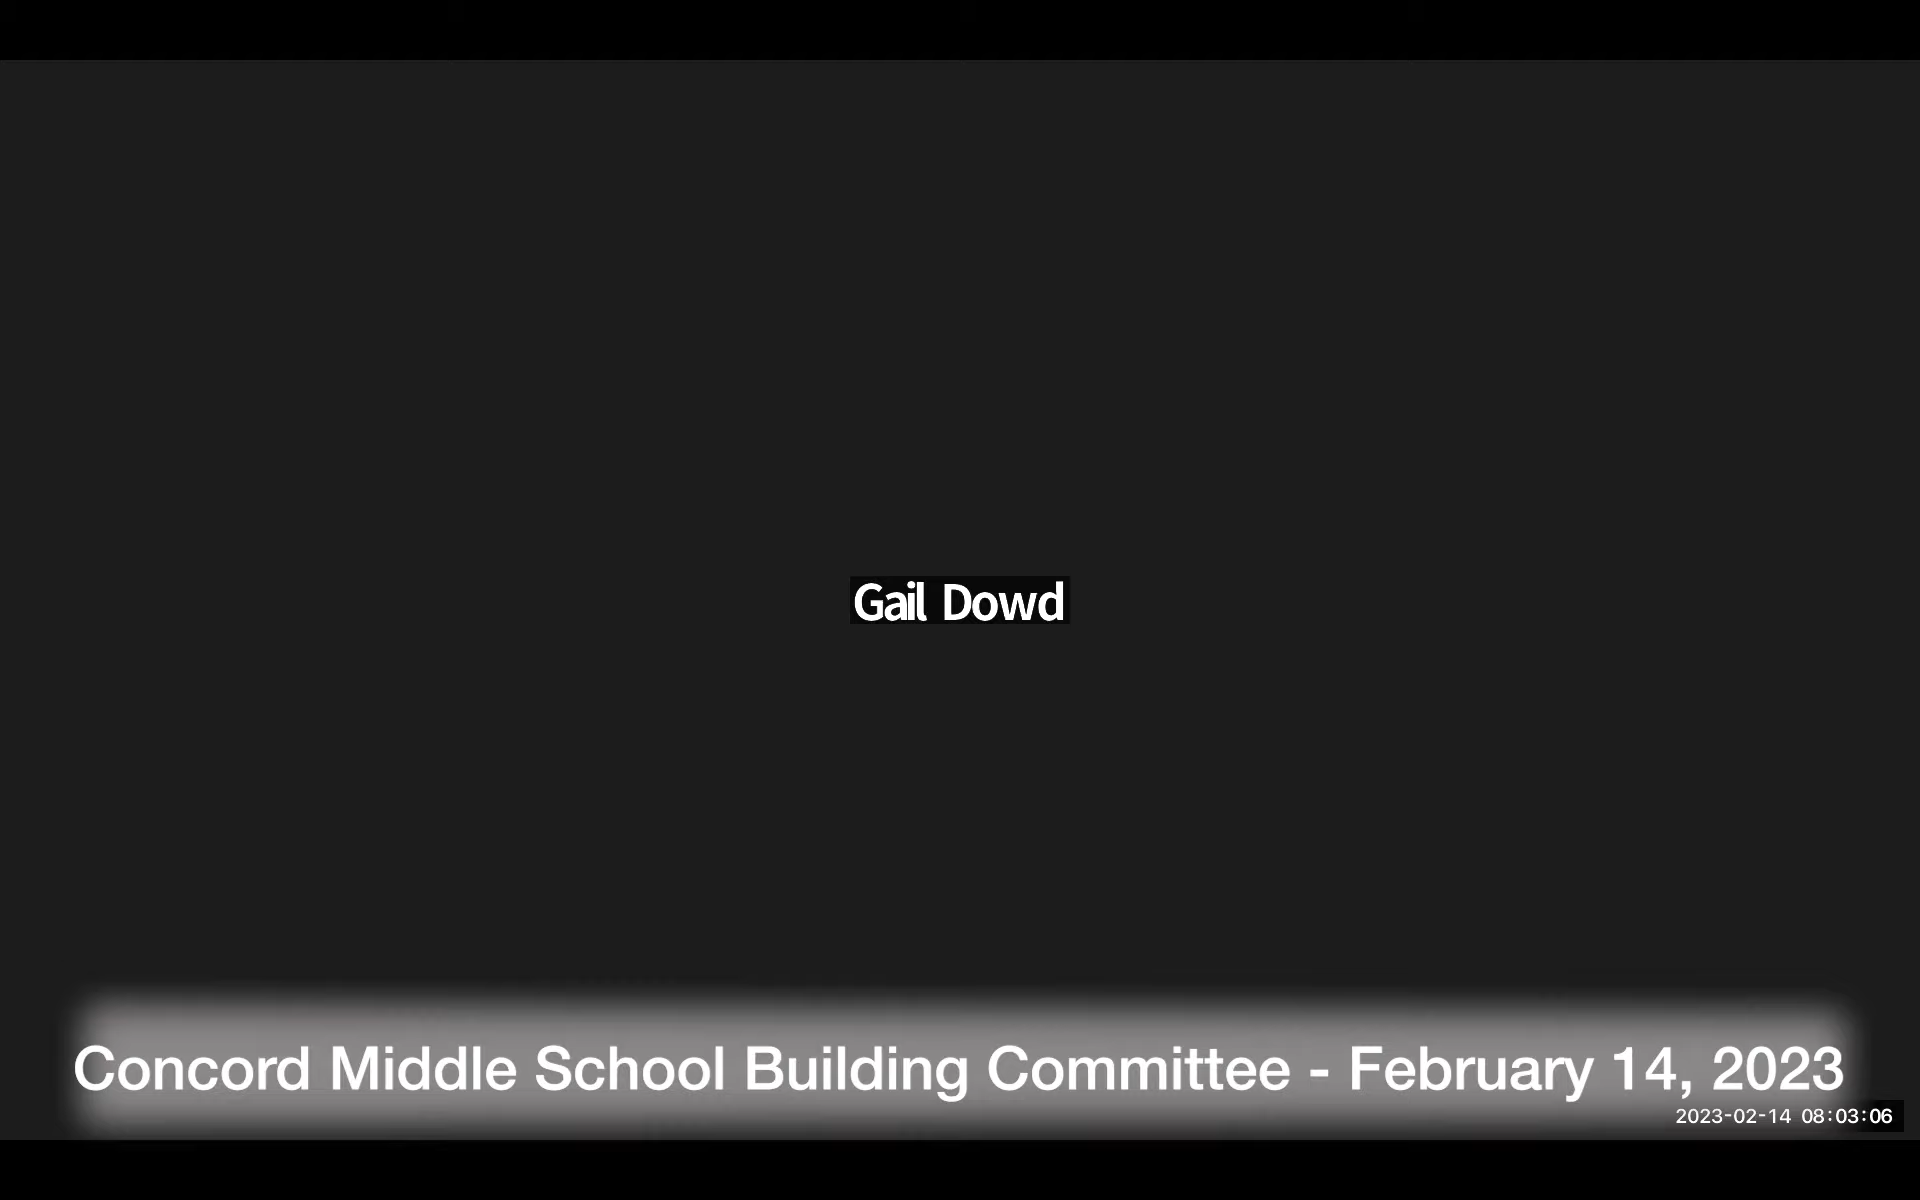 Gail Dowd
Concord Middle School Building Committee - February 14, 2023
2023-02-14 08:03:06